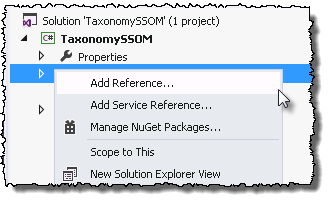 Solution 'TaxonomySSOM' (1 project)
C# TaxonomySSOM
Properties
Add Reference...
Add Service Reference...
Manage NuGet Packages...
Scope to This
New Solution Explorer View